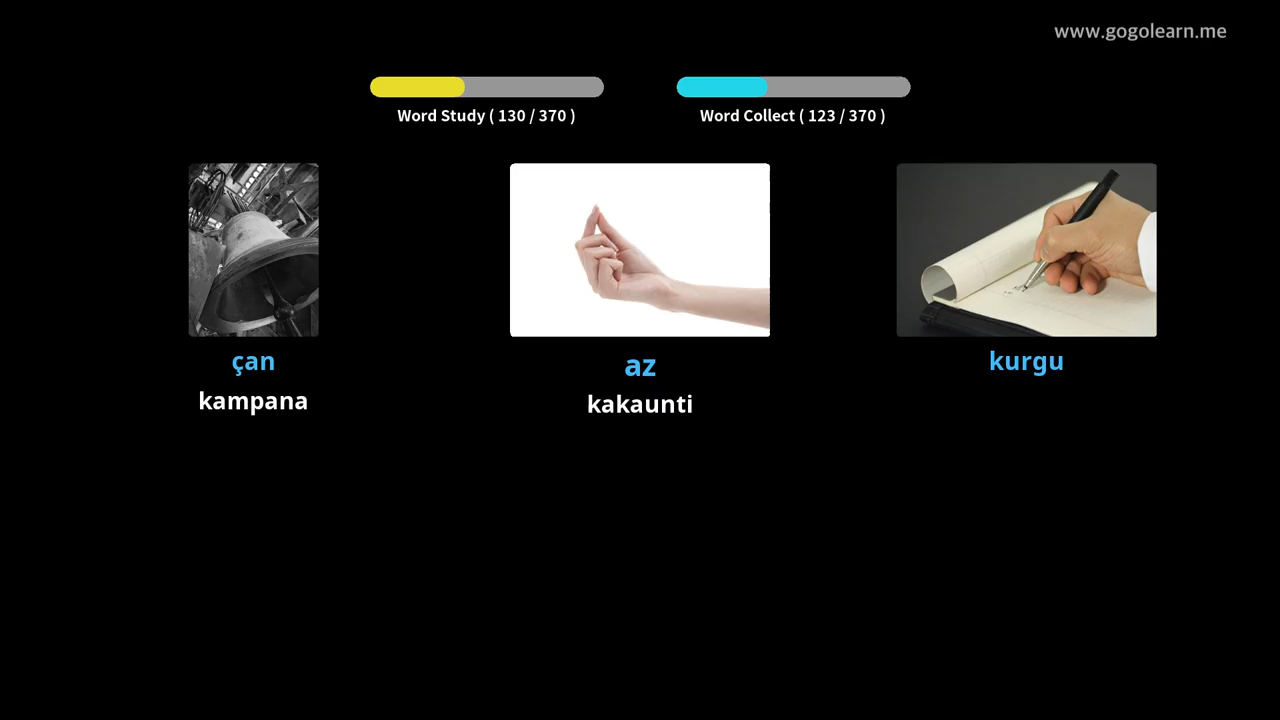 www.gogolearn.me
Word Study ( 130 / 370 )
Word Collect ( 123 / 370 )
çan
kampana
az
kakaunti
kurgu